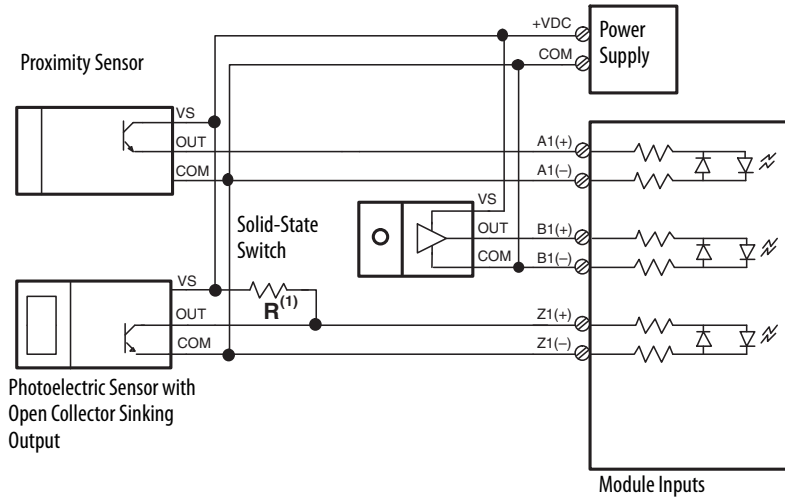 +VDC
Power
Supply
COM
Proximity Sensor
VS
OUT
COM
A1(+)
A1(–)
VS
OUT
COM
B1(+)
B1(–)
Solid-State
Switch
VS
R(1)
OUT
COM
Z1(+)
Z1(–)
Photoelectric Sensor with
Open Collector Sinking
Output
Module Inputs